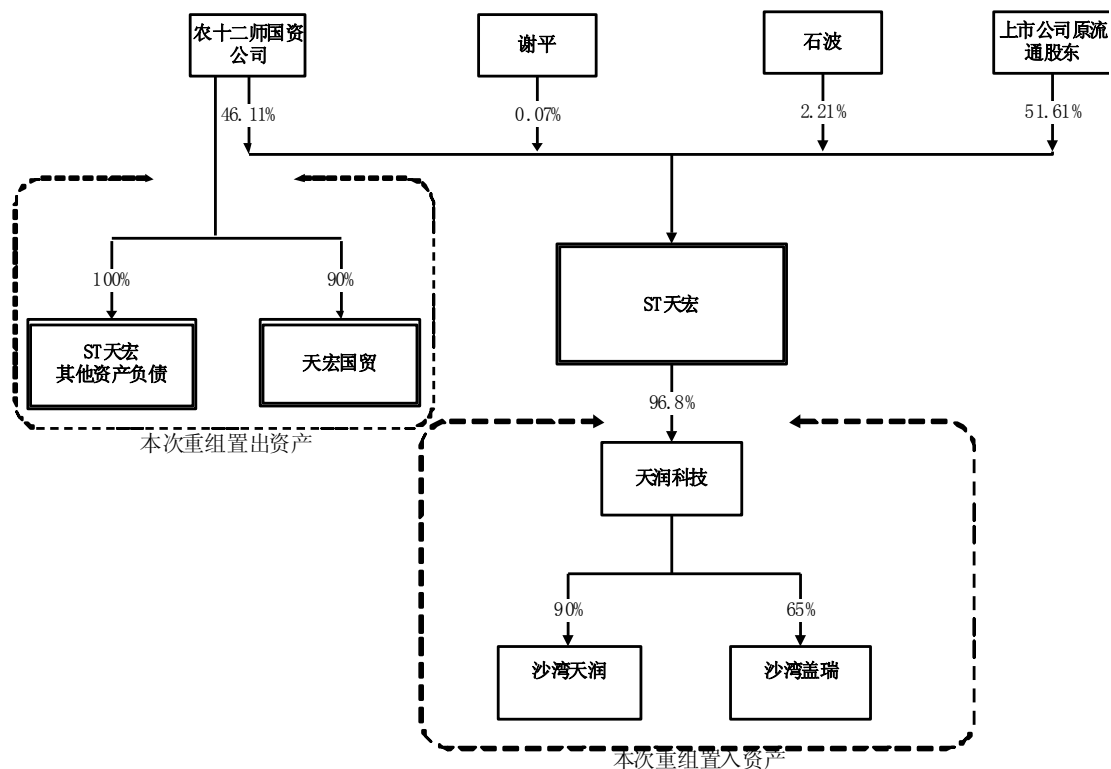 农十二师国资
公司
谢平
石波
上市公司原流
通股东
46.11%
0.07%
2.21%
51.61%
100%
90%
ST天宏
ST天宏
其他资产负债
天宏国贸
96.8%
本次重组置出资产
天润科技
90%
65%
沙湾天润
沙湾盖瑞
本次重组置入资产